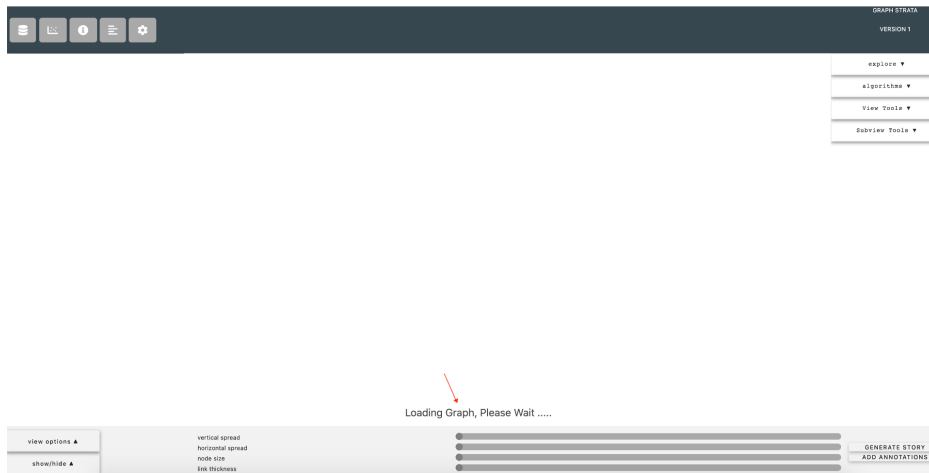 GRAPH STRATA
VERSION 1
explore ▼
algorithms ▼
View Tools ▼
Subview Tools ▼
Loading Graph, Please Wait .....
view options ▲
show/hide ▲
vertical spread
horizontal spread
node size
link thickness
GENERATE STORY
ADD ANNOTATIONS